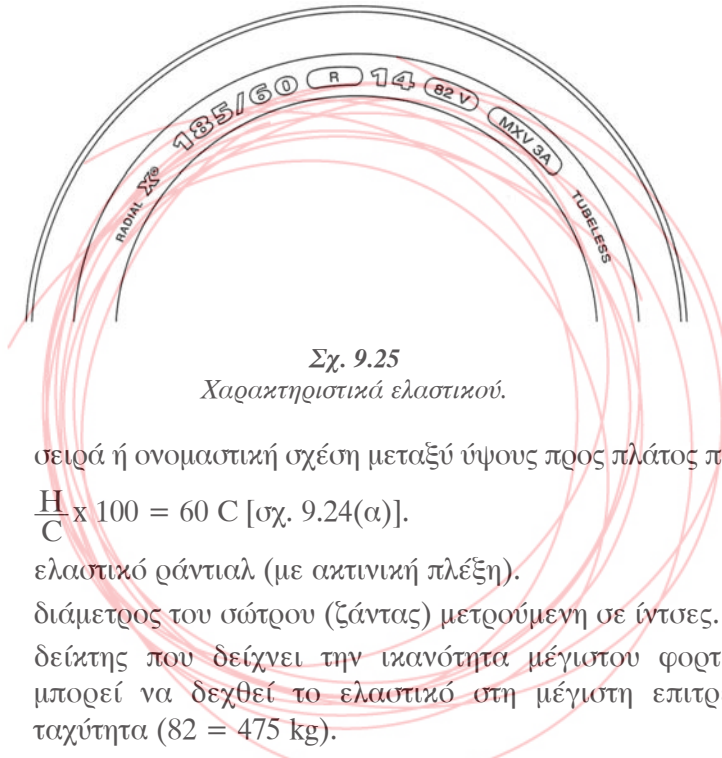 RADIAL X® 185/60 R 14 82 V MXV 3A TUBELESS
Σχ. 9.25
Χαρακτηριστικά ελαστικού.
σειρά ή ονομαστική σχέση μεταξύ ύψους προς πλάτος π
H/C x 100 = 60 C [σχ. 9.24(α)].
ελαστικό ράντιαλ (με ακτινική πλέξη).
διάμετρος του σώτρου (ζάντας) μετρούμενη σε ίντσες.
δείκτης που δείχνει την ικανότητα μέγιστου φορτ
μπορεί να δεχθεί το ελαστικό στη μέγιστη επιτρ
ταχύτητα (82 = 475 kg).